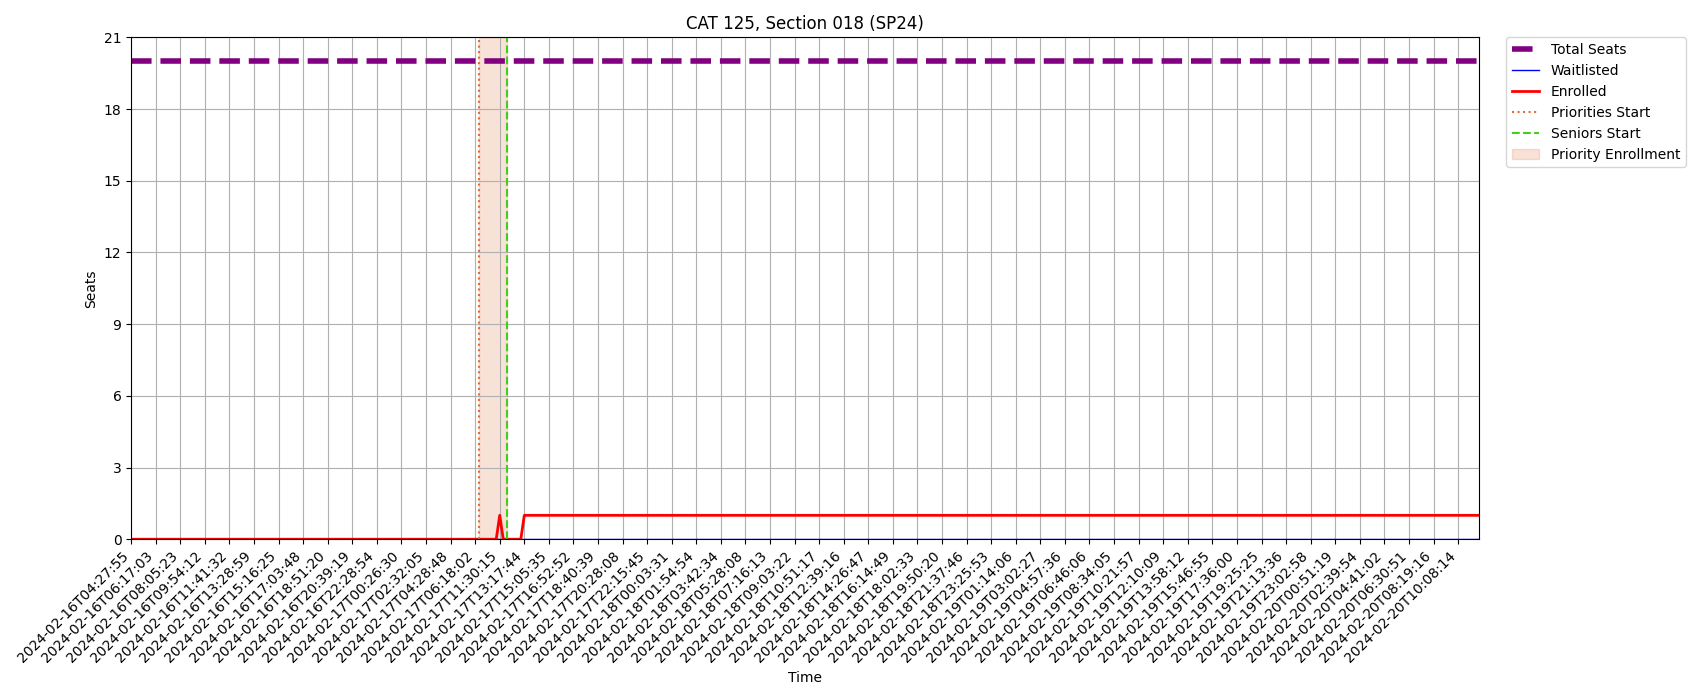 CAT 125, Section 018 (SP24)
21
18
15
12
9
6
3
0
Seats
Total Seats
Waitlisted
Enrolled
Priorities Start
Seniors Start
Priority Enrollment
2024-02-16T04:27:55
2024-02-16T06:17:03
2024-02-16T08:05:23
2024-02-16T09:54:12
2024-02-16T11:41:32
2024-02-16T13:28:59
2024-02-16T15:16:25
2024-02-16T17:03:48
2024-02-16T18:51:20
2024-02-16T20:39:19
2024-02-16T22:28:54
2024-02-17T00:26:30
2024-02-17T02:32:05
2024-02-17T04:28:48
2024-02-17T06:18:02
2024-02-17T11:30:15
2024-02-17T13:17:44
2024-02-17T15:05:35
2024-02-17T16:52:52
2024-02-17T18:40:39
2024-02-17T20:28:08
2024-02-17T22:15:45
2024-02-18T00:03:31
2024-02-18T01:54:54
2024-02-18T03:42:34
2024-02-18T05:28:08
2024-02-18T07:16:13
2024-02-18T09:03:22
2024-02-18T10:51:17
2024-02-18T12:39:16
2024-02-18T14:26:47
2024-02-18T16:14:49
2024-02-18T18:02:33
2024-02-18T19:50:20
2024-02-18T21:37:46
2024-02-18T23:25:53
2024-02-19T01:14:06
2024-02-19T03:02:27
2024-02-19T04:57:36
2024-02-19T06:46:06
2024-02-19T08:34:05
2024-02-19T10:21:57
2024-02-19T12:10:09
2024-02-19T13:58:12
2024-02-19T15:46:55
2024-02-19T17:36:00
2024-02-19T19:25:25
2024-02-19T21:13:36
2024-02-19T23:02:58
2024-02-20T00:51:19
2024-02-20T02:39:54
2024-02-20T04:41:02
2024-02-20T06:30:51
2024-02-20T08:19:16
2024-02-20T10:08:14
Time